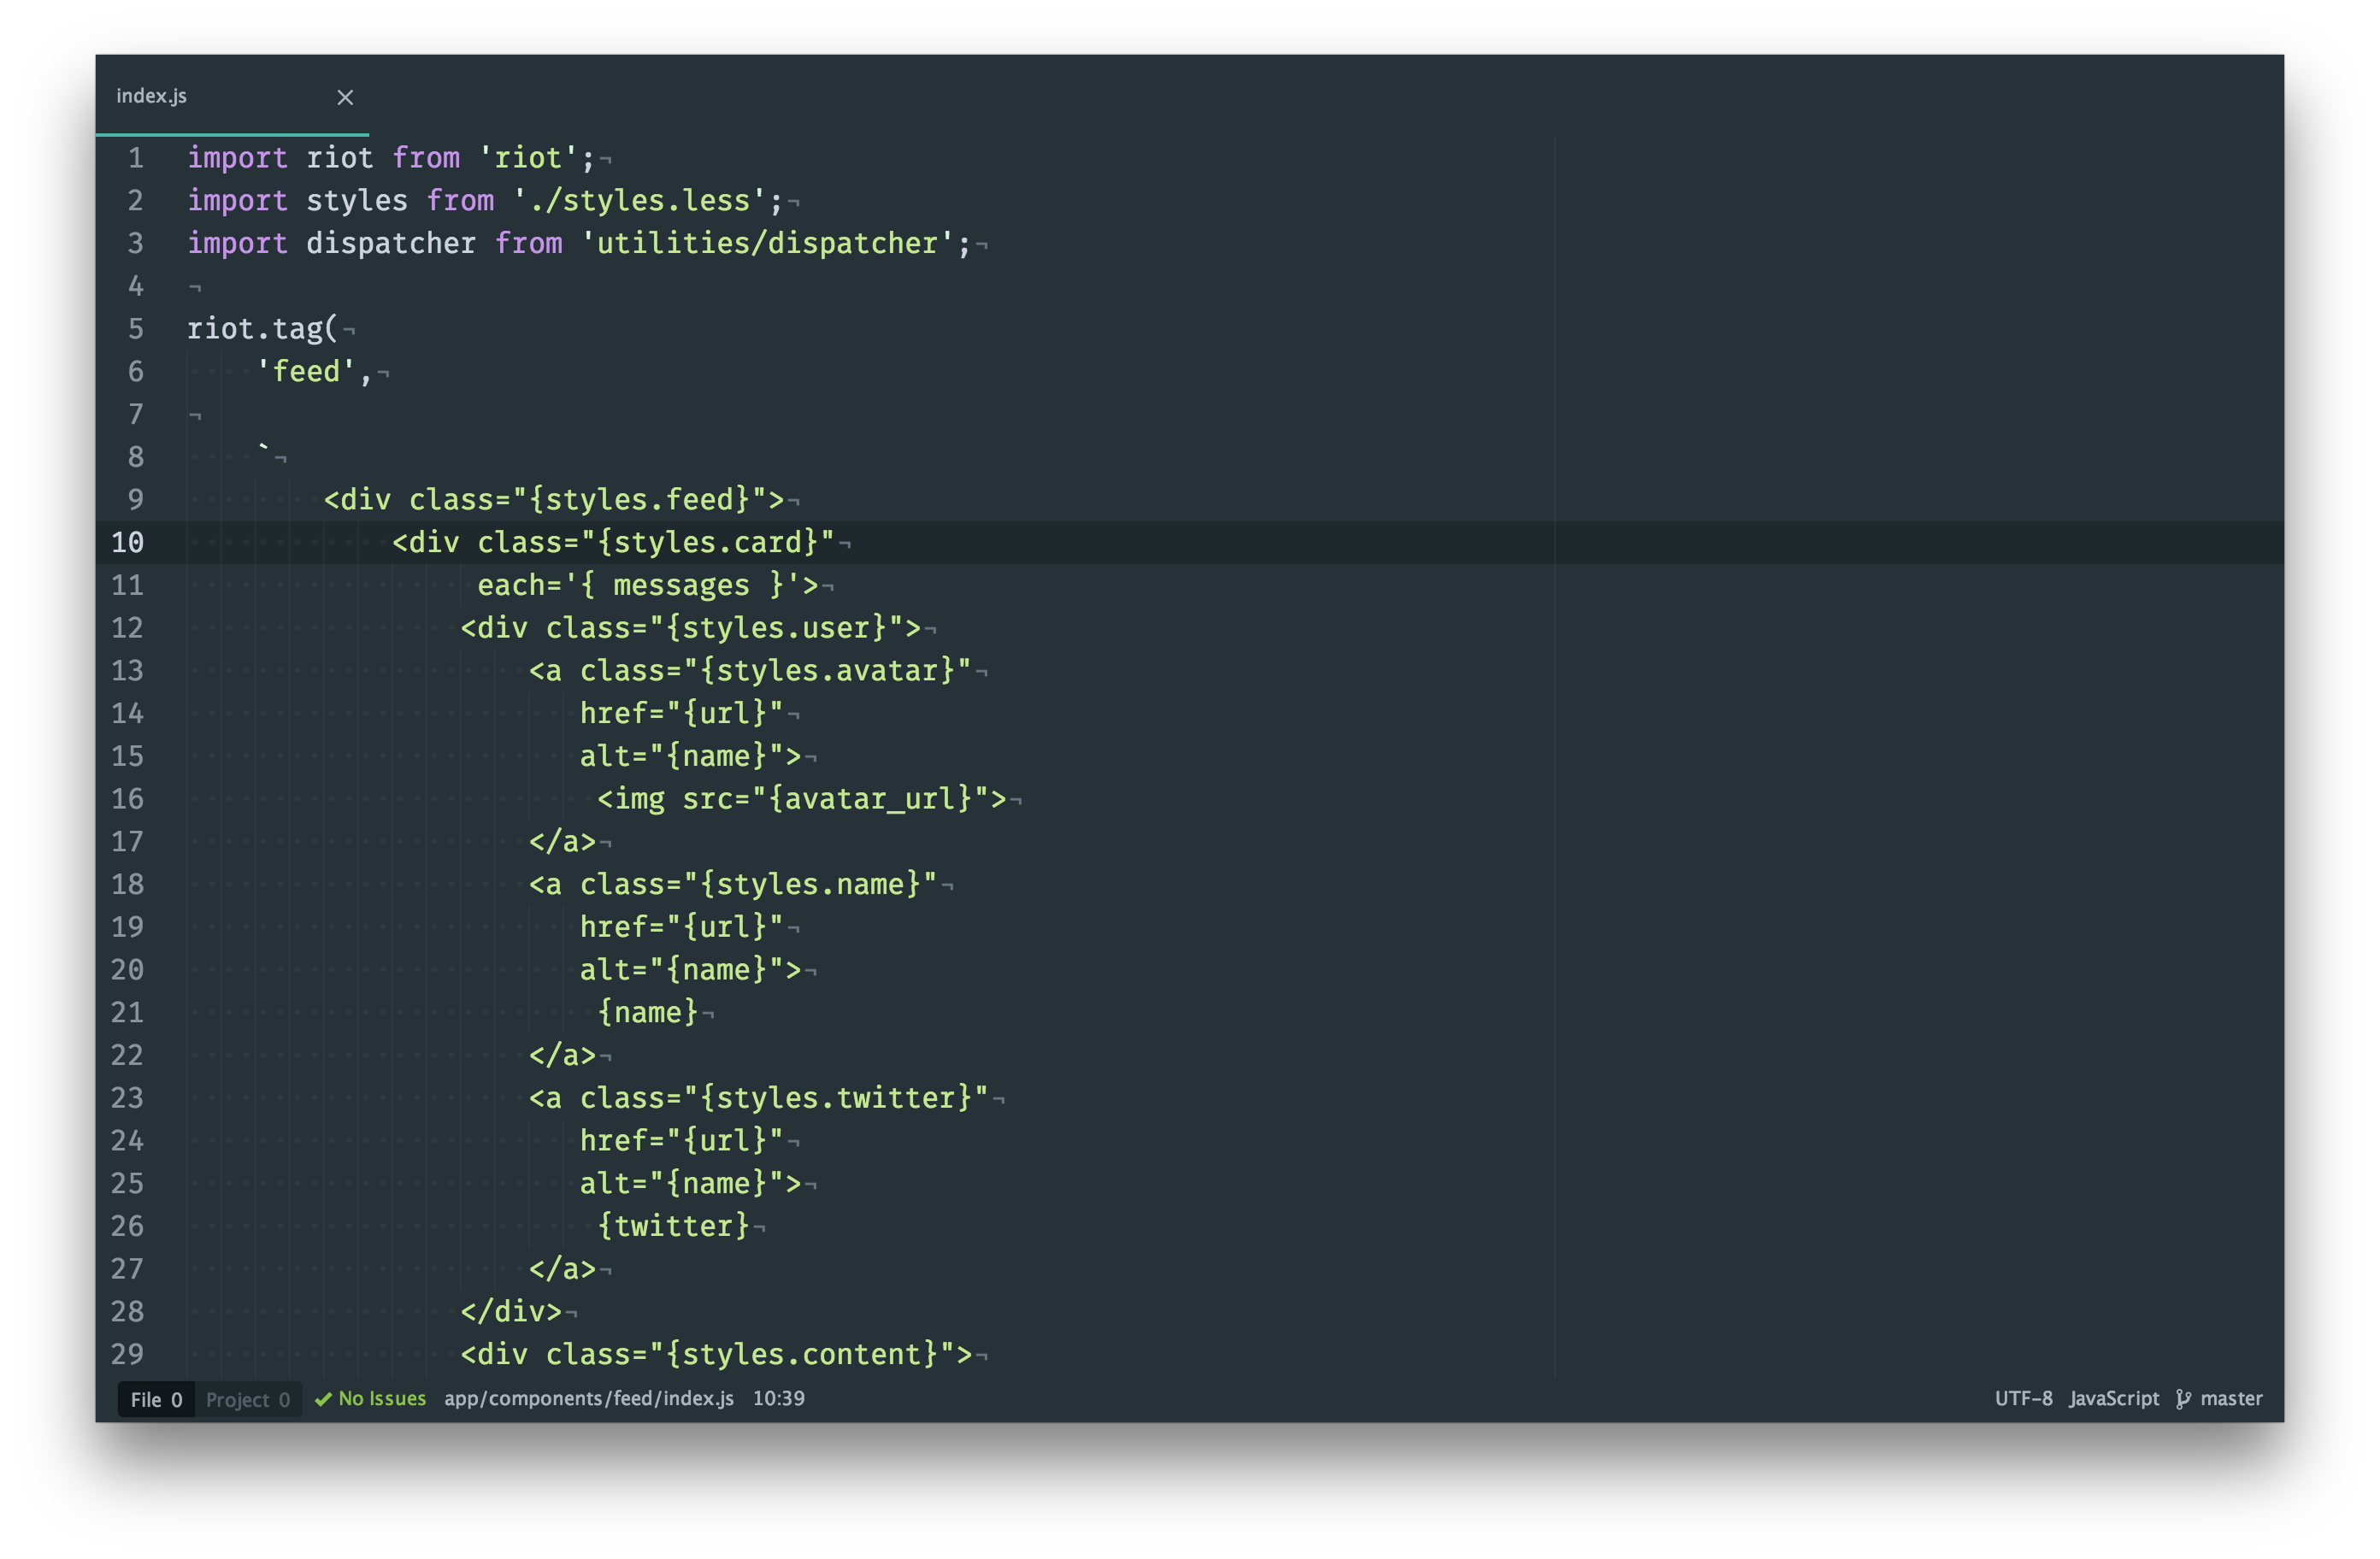 index.js ×
1 import riot from 'riot';¬
2 import styles from './styles.less';¬
3 import dispatcher from 'utilities/dispatcher';¬
4 ¬
5 riot.tag(¬
6     'feed',¬
7 ¬
8     `¬
9         <div class="{styles.feed}">¬
10             <div class="{styles.card}"¬
11                  each='{ messages }'>¬
12                 <div class="{styles.user}">¬
13                     <a class="{styles.avatar}"¬
14                        href="{url}"¬
15                        alt="{name}">¬
16                         <img src="{avatar_url}">¬
17                     </a>¬
18                     <a class="{styles.name}"¬
19                        href="{url}"¬
20                        alt="{name}">¬
21                         {name}¬
22                     </a>¬
23                     <a class="{styles.twitter}"¬
24                        href="{url}"¬
25                        alt="{name}">¬
26                         {twitter}¬
27                     </a>¬
28                 </div>¬
29                 <div class="{styles.content}">¬
File 0 Project 0 ✓ No Issues app/components/feed/index.js 10:39 UTF-8 JavaScript master